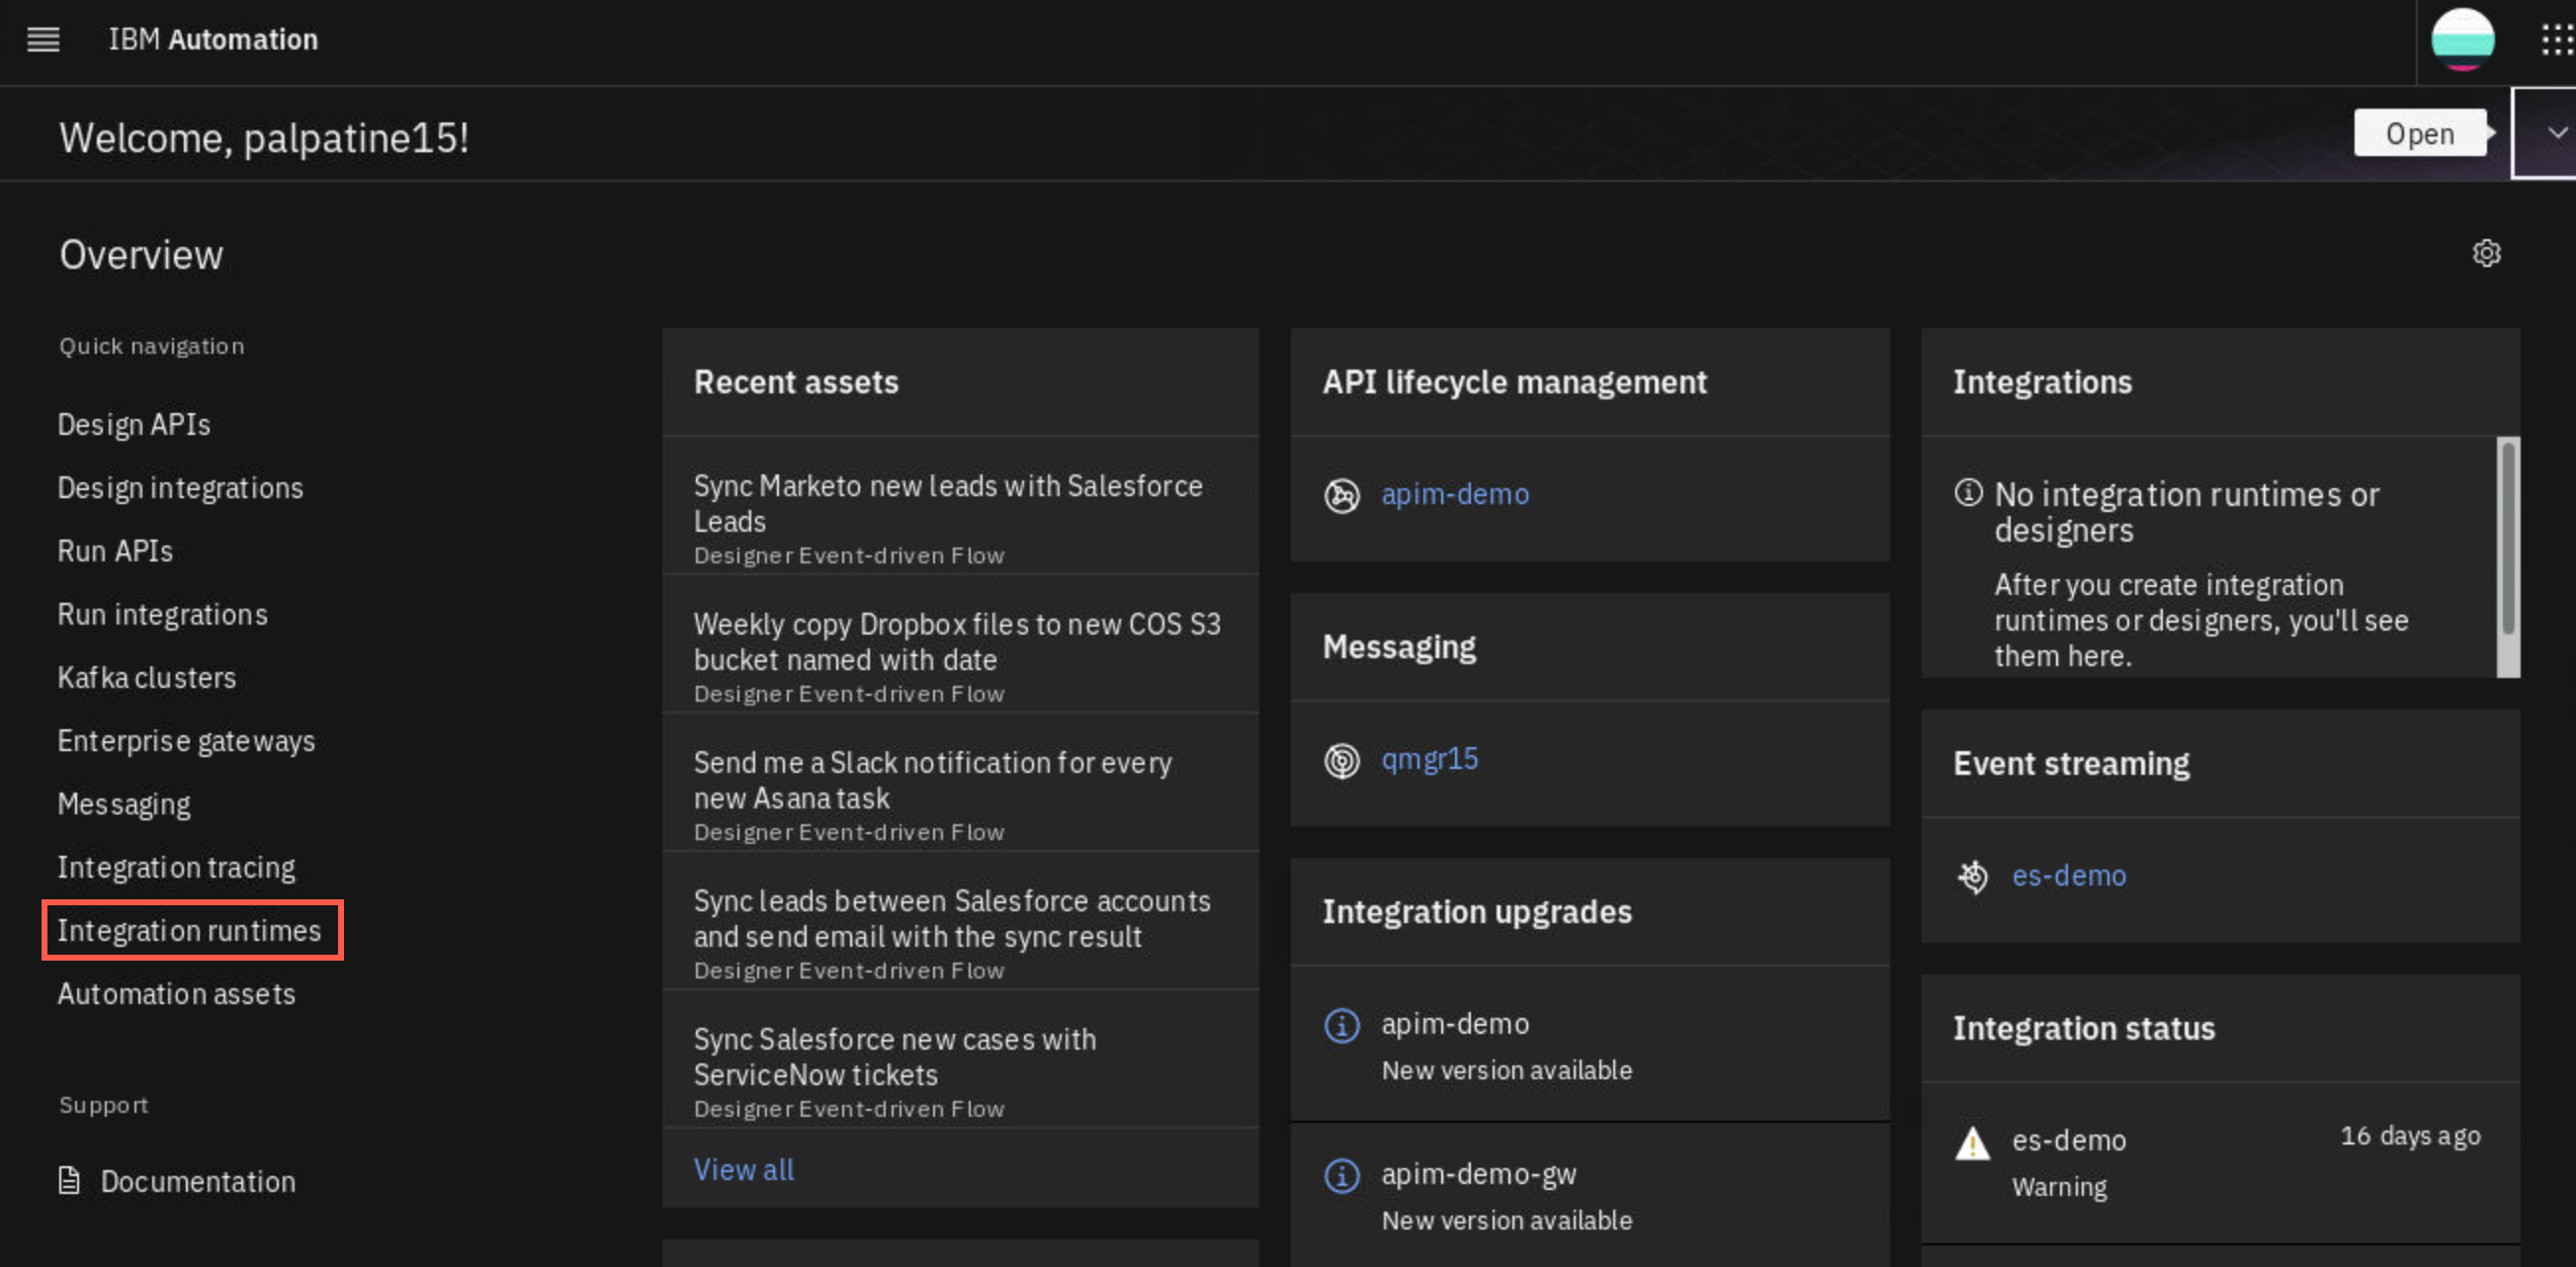 IBM Automation
Welcome, palpatine15!
Open
Overview
Quick navigation
Design APIs
Design integrations
Run APIs
Run integrations
Kafka clusters
Enterprise gateways
Messaging
Integration tracing
Integration runtimes
Automation assets
Support
Documentation
Recent assets
Sync Marketo new leads with Salesforce
Leads
Designer Event-driven Flow
Weekly copy Dropbox files to new COS S3
bucket named with date
Designer Event-driven Flow
Send me a Slack notification for every
new Asana task
Designer Event-driven Flow
Sync leads between Salesforce accounts
and send email with the sync result
Designer Event-driven Flow
Sync Salesforce new cases with
ServiceNow tickets
Designer Event-driven Flow
View all
API lifecycle management
apim-demo
Messaging
qmgr15
Integration upgrades
apim-demo
New version available
apim-demo-gw
New version available
Integrations
No integration runtimes or
designers
After you create integration
runtimes or designers, you'll see
them here.
Event streaming
es-demo
Integration status
es-demo
16 days ago
Warning